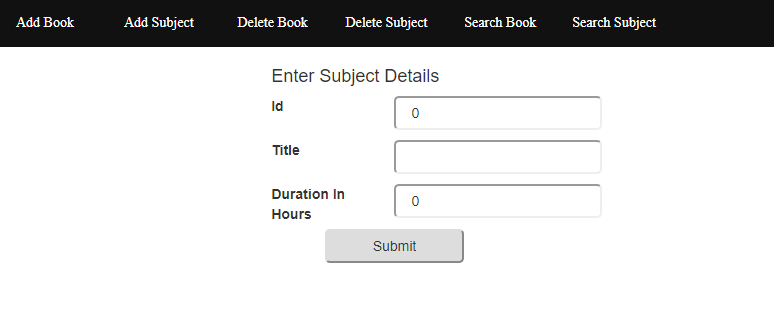 Add Book Add Subject Delete Book Delete Subject Search Book Search Subject
Enter Subject Details
Id 0
Title
Duration In
Hours 0
Submit